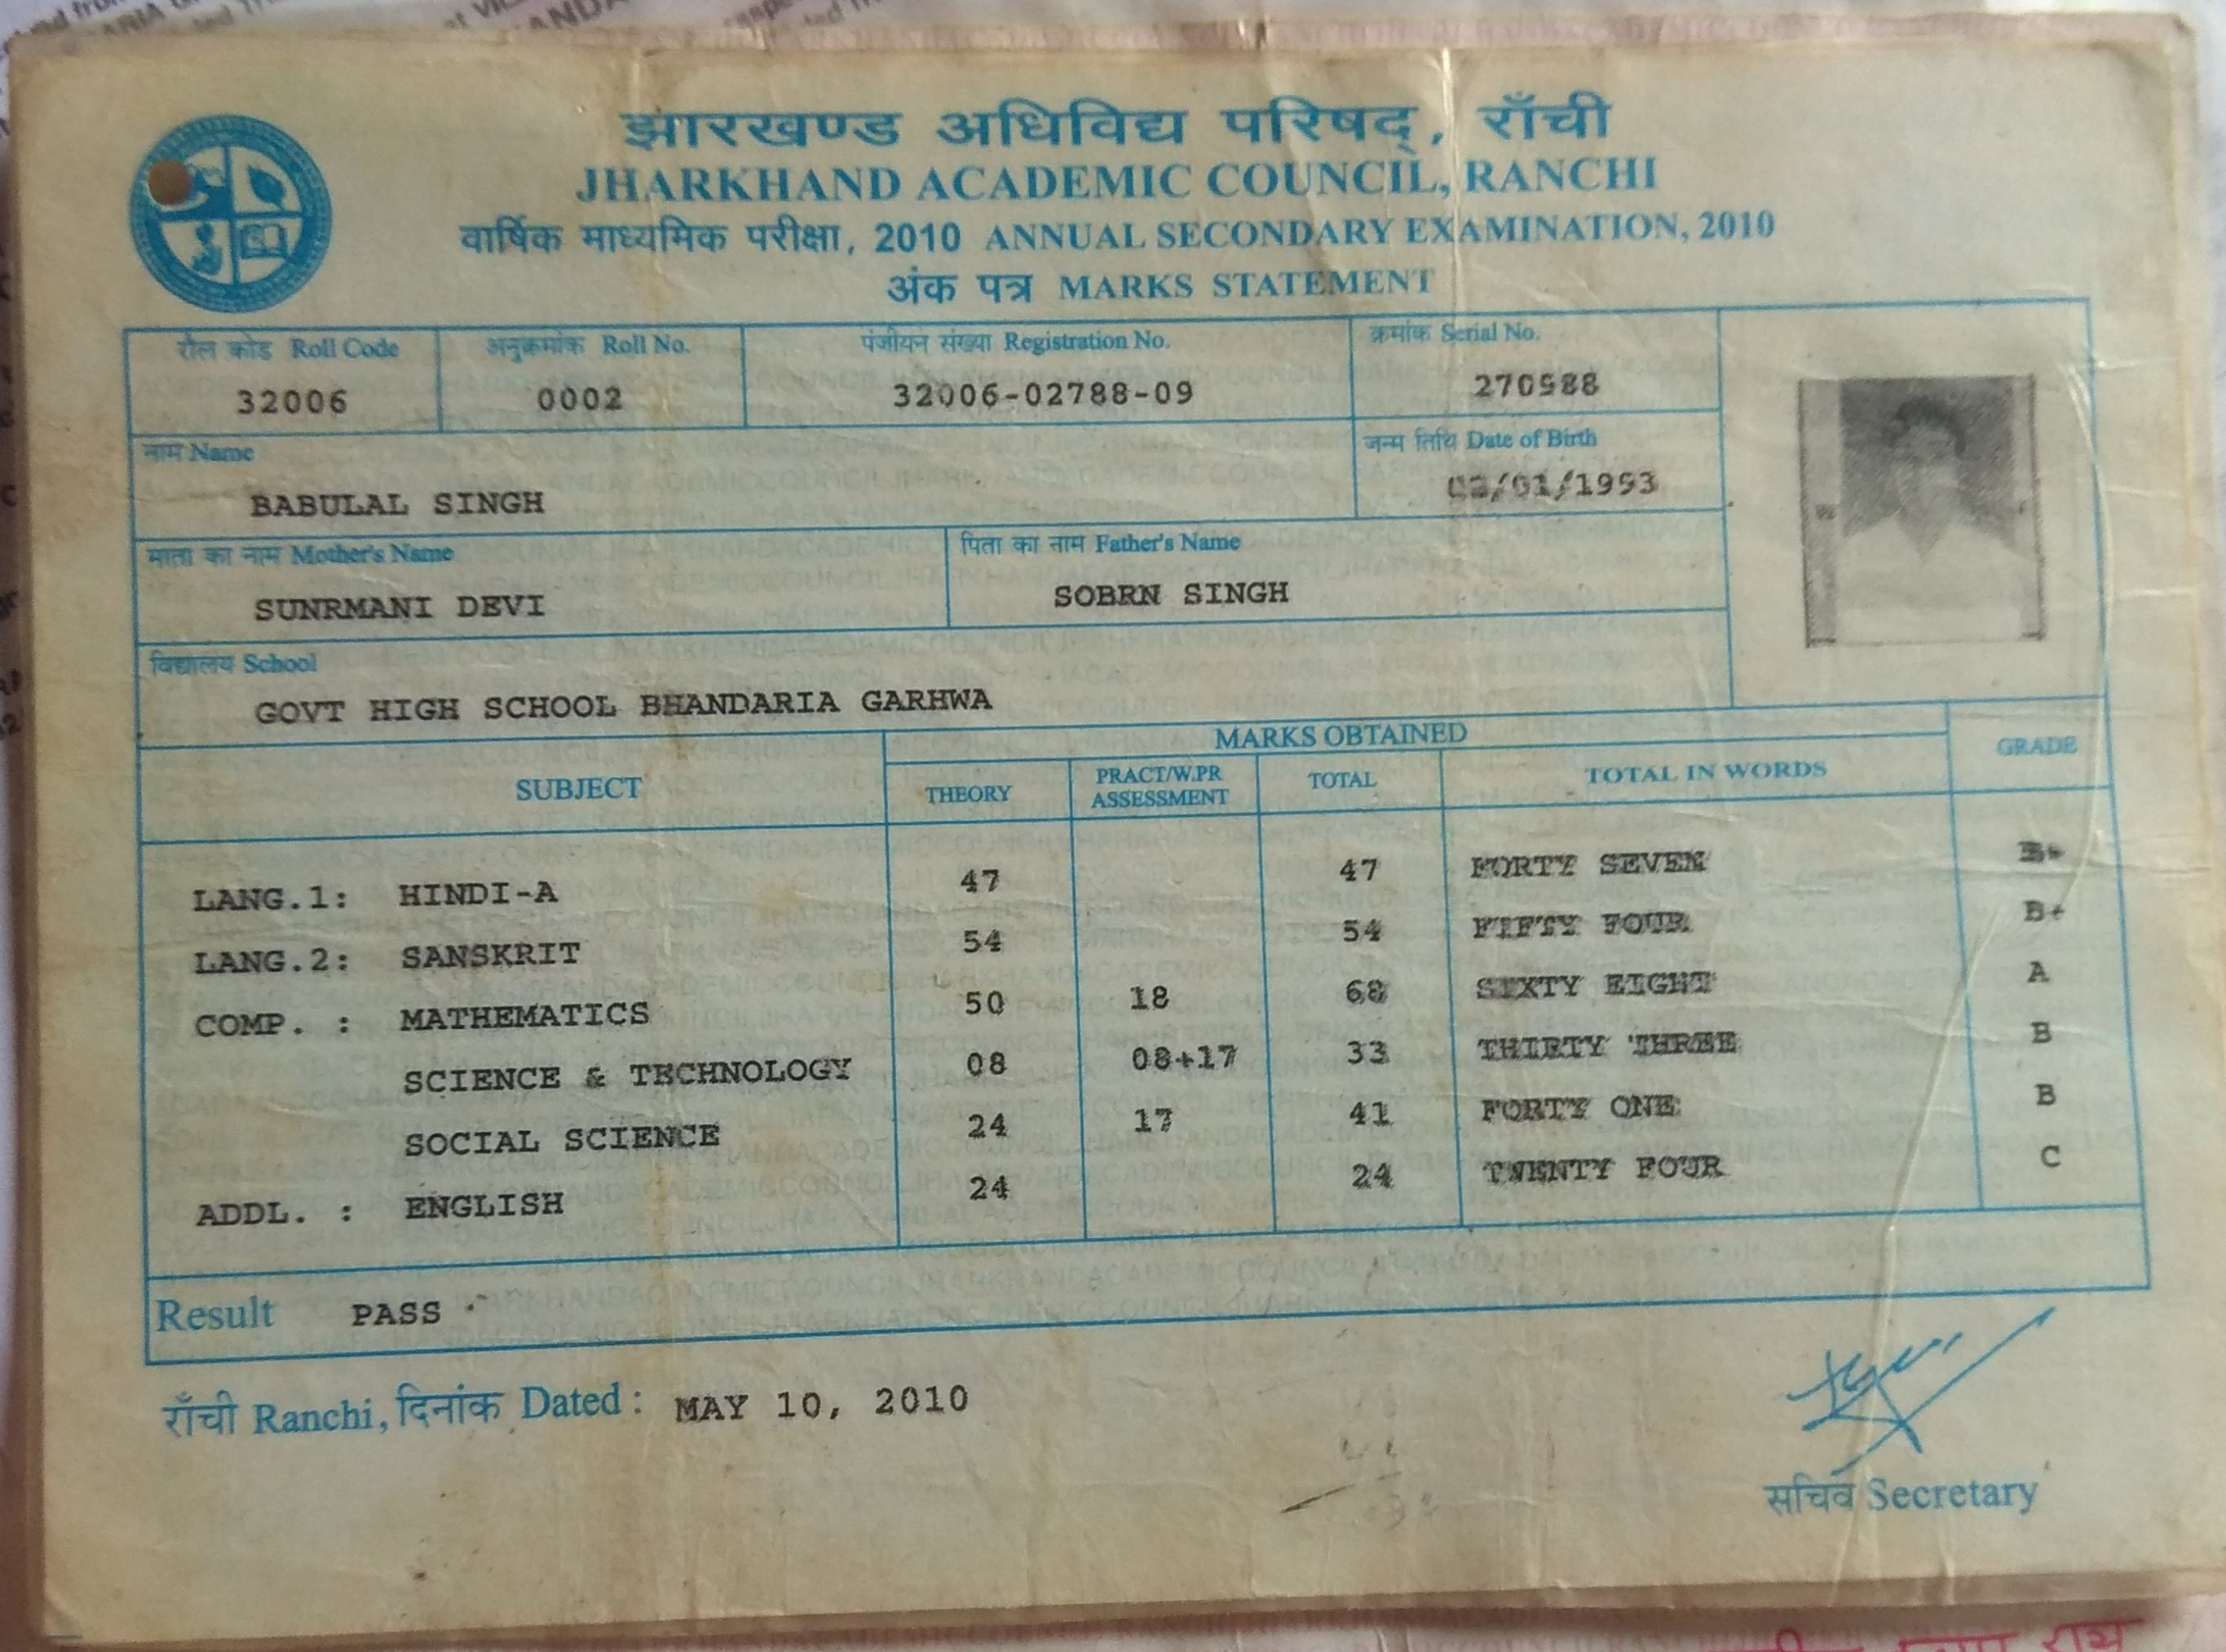 झारखण्ड अधिविद्य परिषद्, राँची
JHARKHAND ACADEMIC COUNCIL, RANCHI
वार्षिक माध्यमिक परीक्षा, 2010 ANNUAL SECONDARY EXAMINATION, 2010
अंक पत्र MARKS STATEMENT
रौल कोड Roll Code अनुक्रमांक Roll No. पंजीयन संख्या Registration No. क्रमांक Serial No.
32006 0002 32006-02788-09 270988
नाम Name जन्म तिथि Date of Birth
BABULAL SINGH /01/1993
माता का नाम Mother's Name पिता का नाम Father's Name
SUNRMANI DEVI SOBRN SINGH
विद्यालय School
GOVT HIGH SCHOOL BHANDARIA GARHWA
MARKS OBTAINED
SUBJECT THEORY PRACT/W.PR ASSESSMENT TOTAL TOTAL IN WORDS GRADE
LANG.1: HINDI-A 47 47 FORTY SEVEN B+
LANG.2: SANSKRIT 54 54 FIFTY FOUR B+
COMP. : MATHEMATICS 50 18 68 SIXTY EIGHT A
SCIENCE & TECHNOLOGY 08 08+17 33 THIRTY THREE B
SOCIAL SCIENCE 24 17 41 FORTY ONE B
ADDL. : ENGLISH 24 24 TWENTY FOUR C
Result PASS
राँची Ranchi, दिनांक Dated : MAY 10, 2010
सचिव Secretary